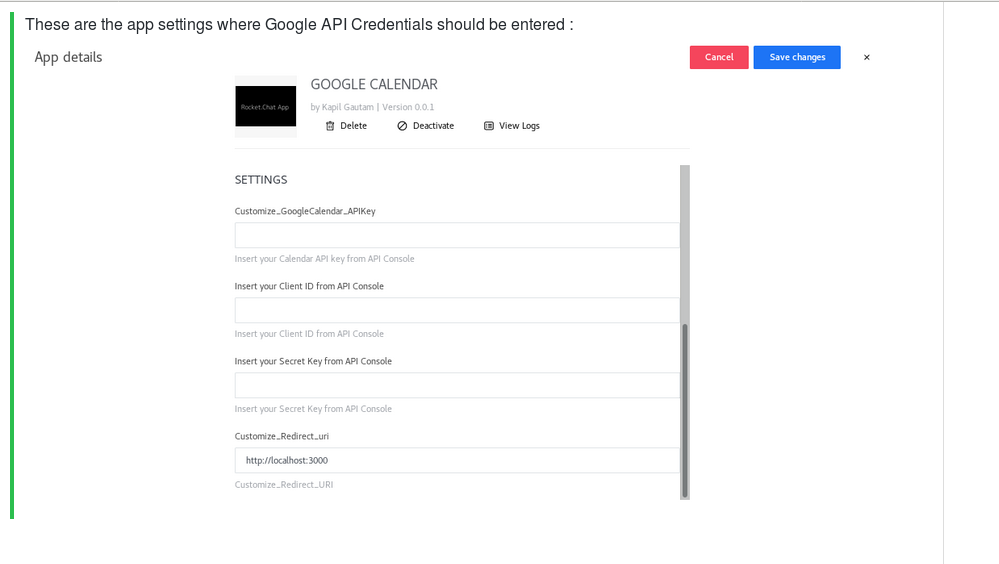 These are the app settings where Google API Credentials should be entered :
App details
Cancel
Save changes
×
Rocket.Chat App
GOOGLE CALENDAR
by Kapil Gautam | Version 0.0.1
Delete
Deactivate
View Logs
SETTINGS
Customize_GoogleCalendar_APIKey
Insert your Calendar API key from API Console
Insert your Client ID from API Console
Insert your Client ID from API Console
Insert your Secret Key from API Console
Insert your Secret Key from API Console
Customize_Redirect_uri
http://localhost:3000
Customize_Redirect_URI